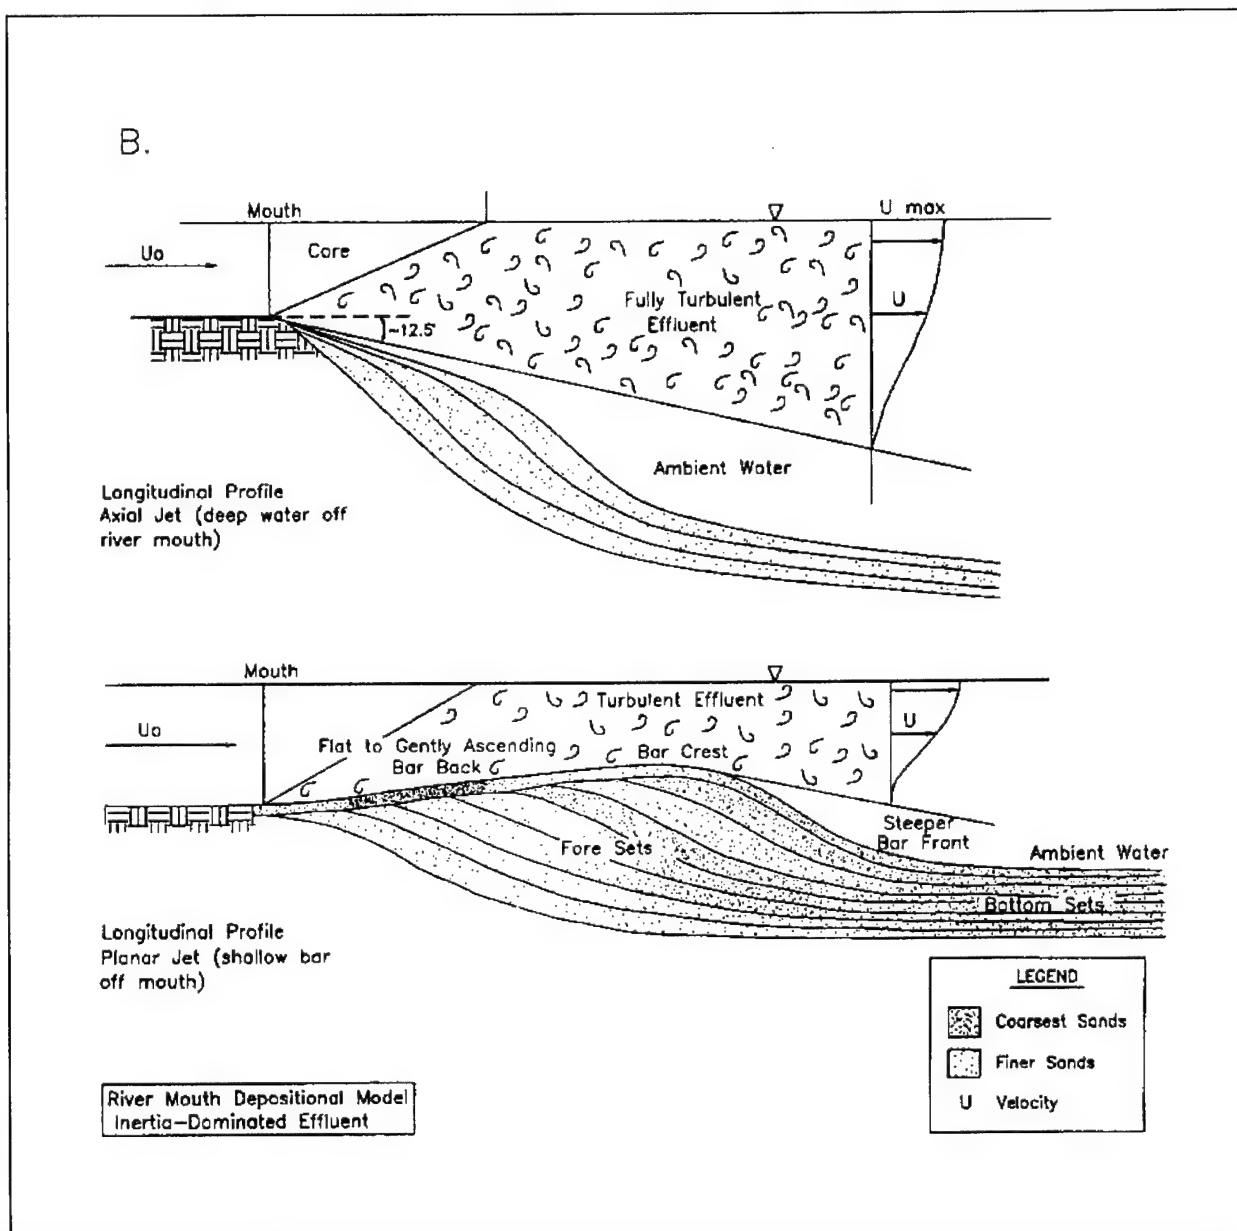 B.
Mouth
U max
Uo
Core
U
Fully Turbulent
Effluent
~12.5°
Ambient Water
Longitudinal Profile
Axial Jet (deep water off
river mouth)
Mouth
Turbulent Effluent
Uo
U
Flat to Gently Ascending
Bar Back
Bar Crest
Steeper
Bar Front
Fore Sets
Ambient Water
Bottom Sets
Longitudinal Profile
Planar Jet (shallow bar
off mouth)
LEGEND
Coarsest Sands
Finer Sands
U Velocity
River Mouth Depositional Model
Inertia-Dominated Effluent